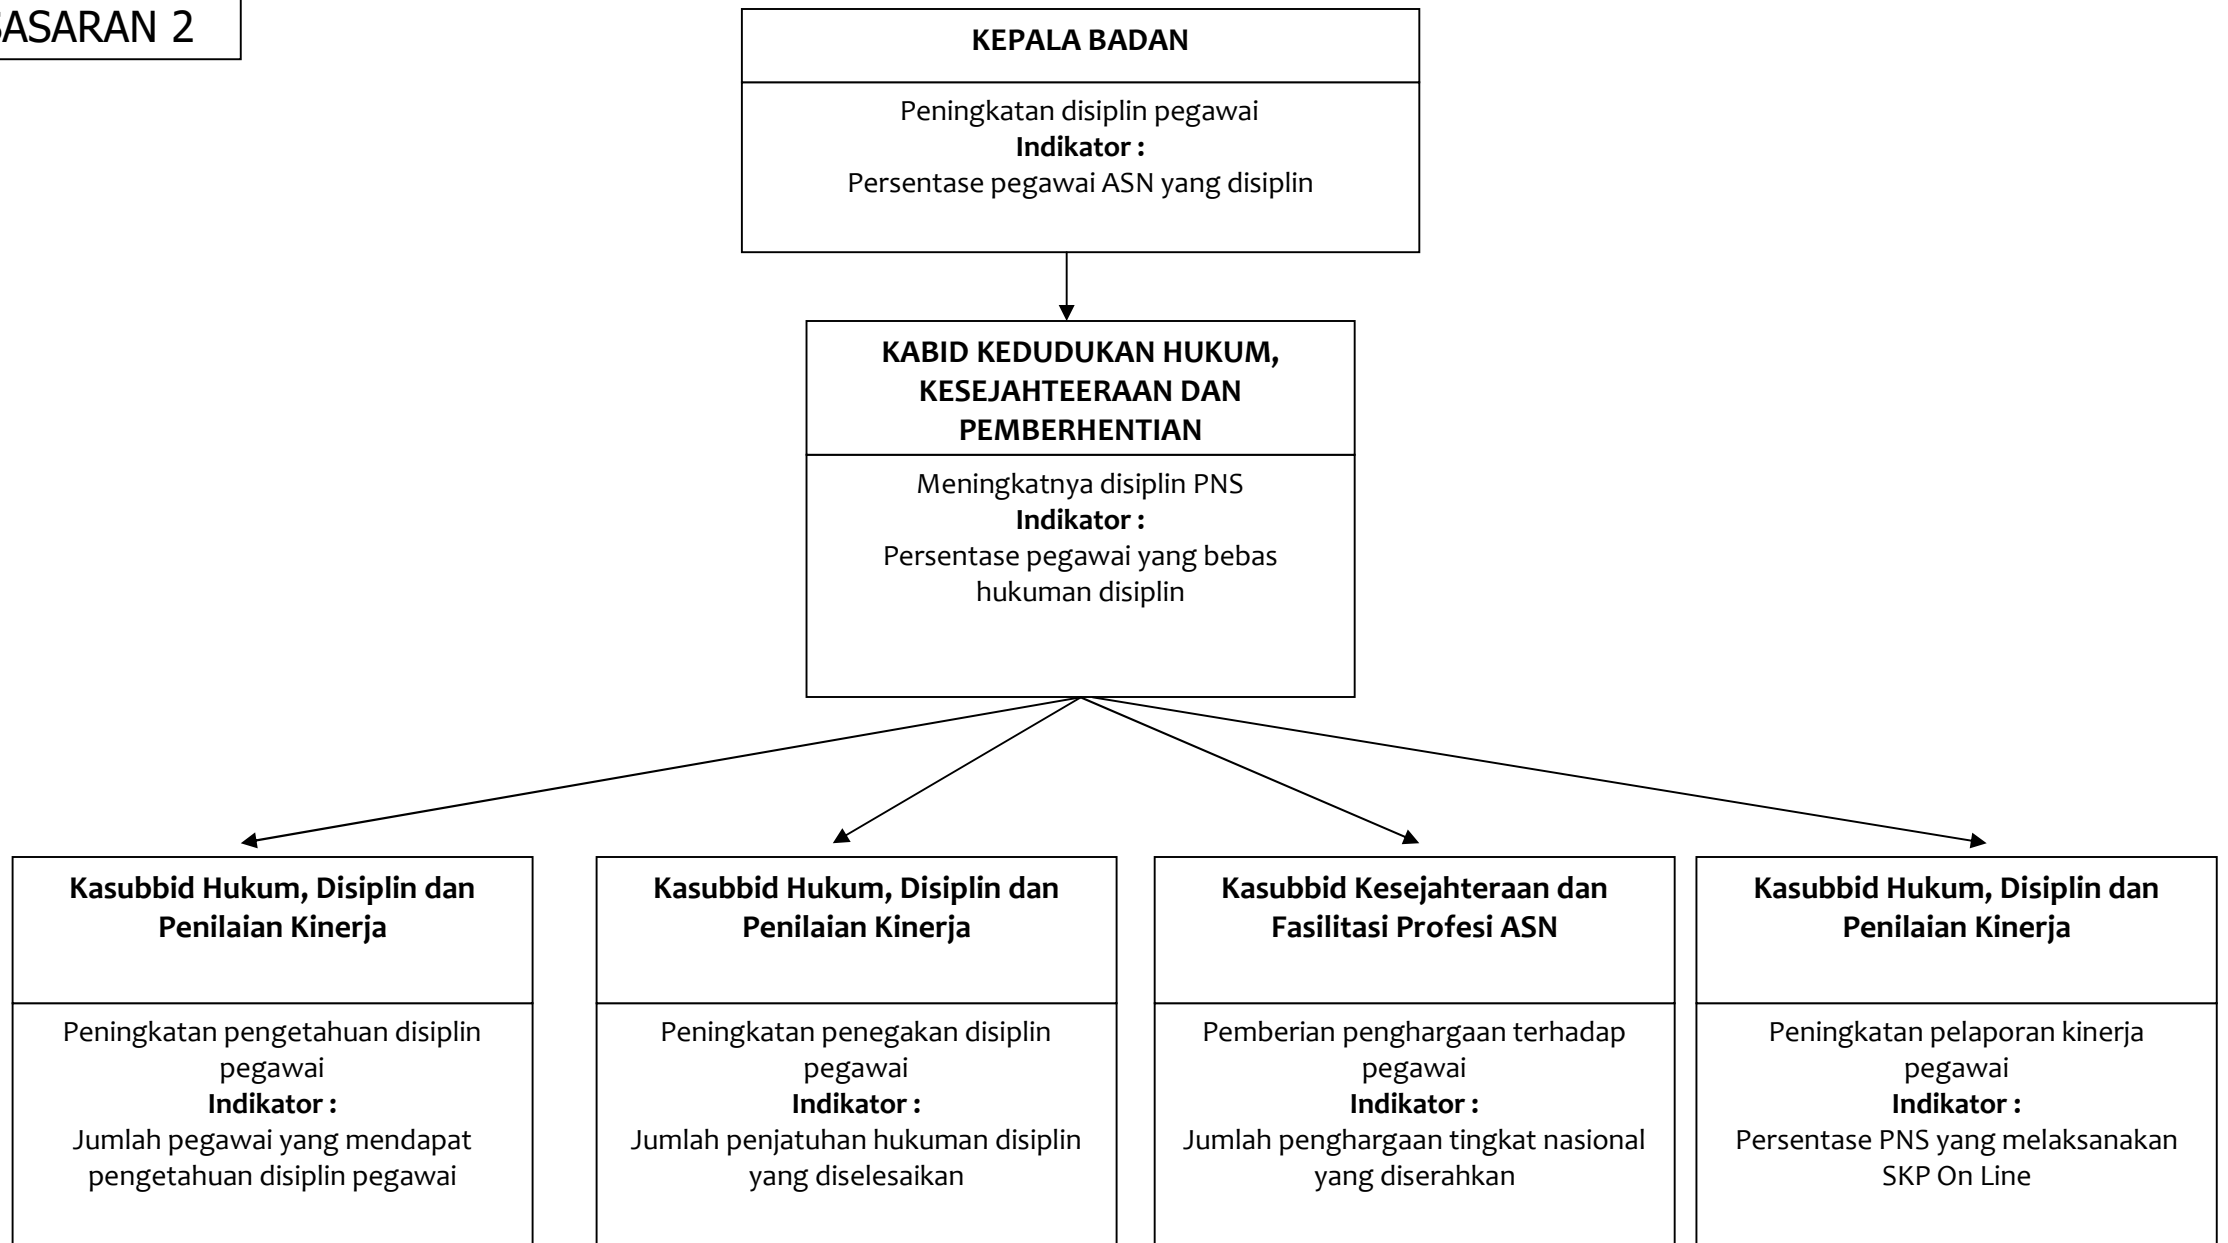 SASARAN 2
KEPALA BADAN
Peningkatan disiplin pegawai
Indikator :
Persentase pegawai ASN yang disiplin
KABID KEDUDUKAN HUKUM,
KESEJAHTEERAAN DAN
PEMBERHENTIAN
Meningkatnya disiplin PNS
Indikator :
Persentase pegawai yang bebas
hukuman disiplin
Kasubbid Hukum, Disiplin dan
Penilaian Kinerja
Peningkatan pengetahuan disiplin
pegawai
Indikator :
Jumlah pegawai yang mendapat
pengetahuan disiplin pegawai
Kasubbid Hukum, Disiplin dan
Penilaian Kinerja
Peningkatan penegakan disiplin
pegawai
Indikator :
Jumlah penjatuhan hukuman disiplin
yang diselesaikan
Kasubbid Kesejahteraan dan
Fasilitasi Profesi ASN
Pemberian penghargaan terhadap
pegawai
Indikator :
Jumlah penghargaan tingkat nasional
yang diserahkan
Kasubbid Hukum, Disiplin dan
Penilaian Kinerja
Peningkatan pelaporan kinerja
pegawai
Indikator :
Persentase PNS yang melaksanakan
SKP On Line